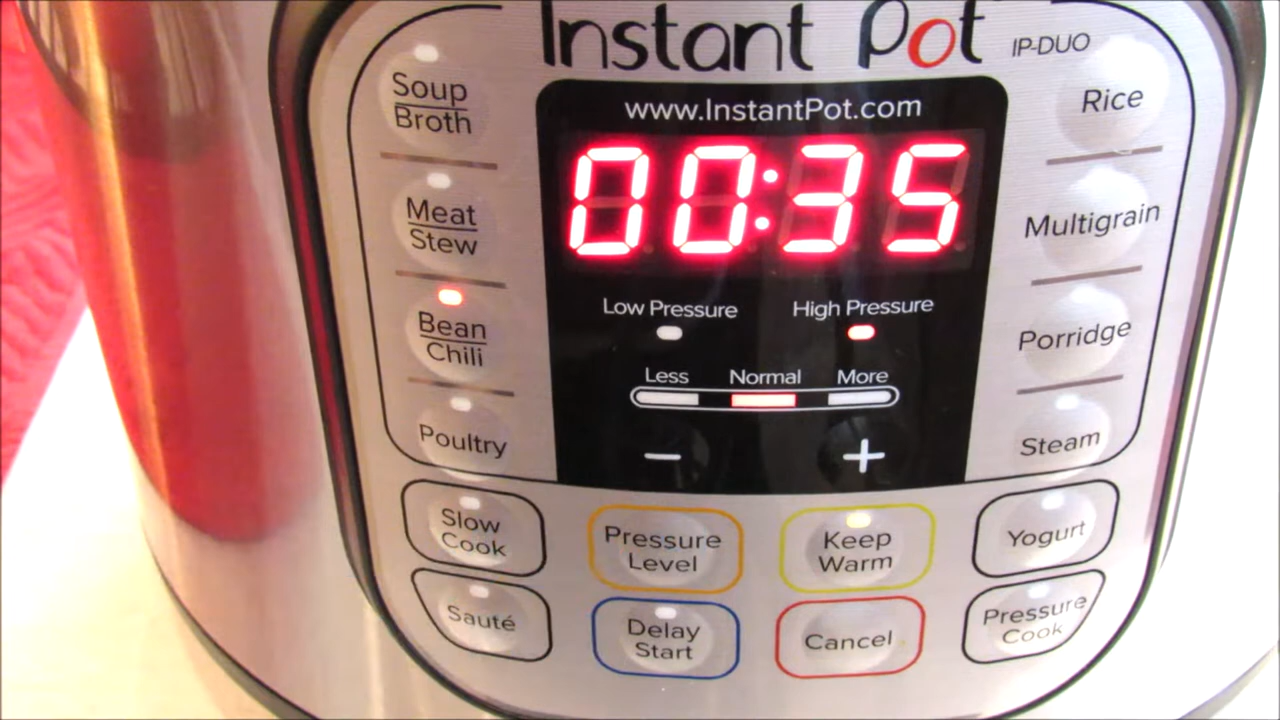 Instant Pot IP-DUO
www.InstantPot.com
00:35
Low Pressure High Pressure
Less Normal More
− +
Soup
Broth
Meat
Stew
Bean
Chili
Poultry
Rice
Multigrain
Porridge
Steam
Slow
Cook
Pressure
Level
Keep
Warm
Yogurt
Sauté
Delay
Start
Cancel
Pressure
Cook